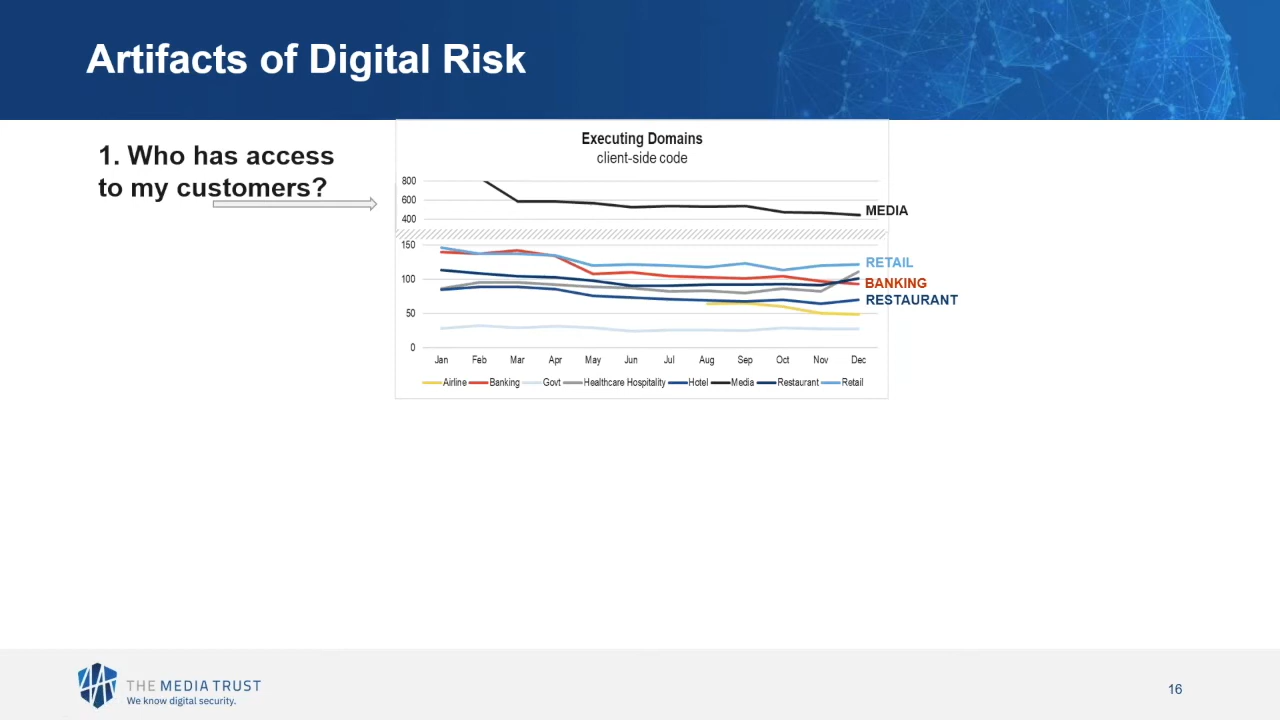 Artifacts of Digital Risk
1. Who has access
to my customers?
Executing Domains
client-side code
800
600
400
MEDIA
150
100
50
0
RETAIL
BANKING
RESTAURANT
Jan Feb Mar Apr May Jun Jul Aug Sep Oct Nov Dec
Airline Banking Govt Healthcare Hospitality Hotel Media Restaurant Retail
THE MEDIA TRUST
We know digital security.
16